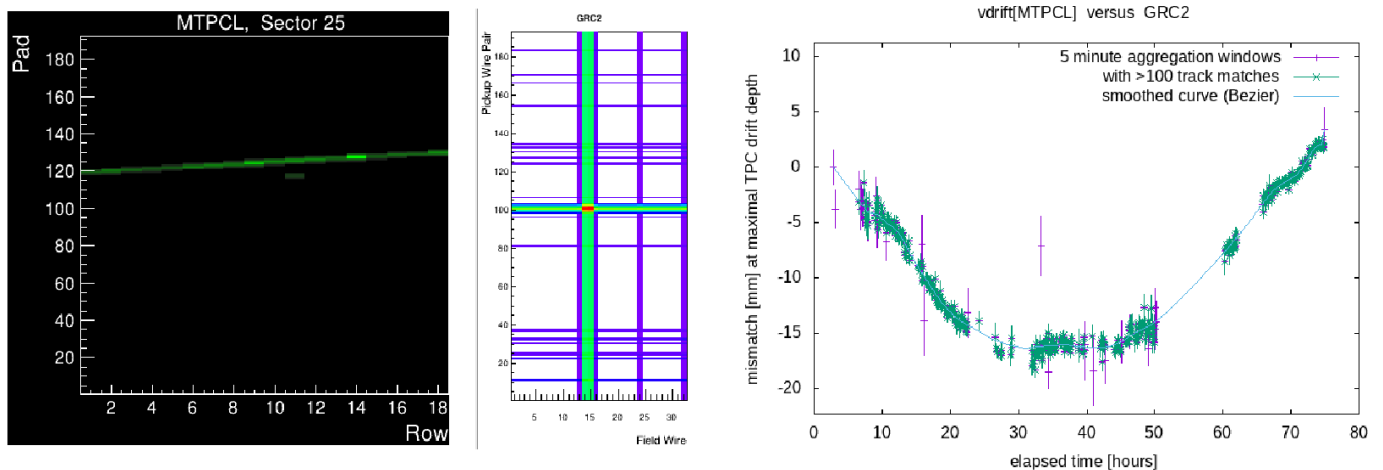 MTPCL, Sector 25
Pad
180
160
140
120
100
80
60
40
20
2 4 6 8 10 12 14 16 18
Row
GRC2
Pickup Wire Pair
180
160
140
120
100
80
60
40
20
5 10 15 20 25 30
Field Wire
vdrift[MTPCL] versus GRC2
mismatch [mm] at maximal TPC drift depth
10
5
0
-5
-10
-15
-20
5 minute aggregation windows
with >100 track matches
smoothed curve (Bezier)
0 10 20 30 40 50 60 70 80
elapsed time [hours]